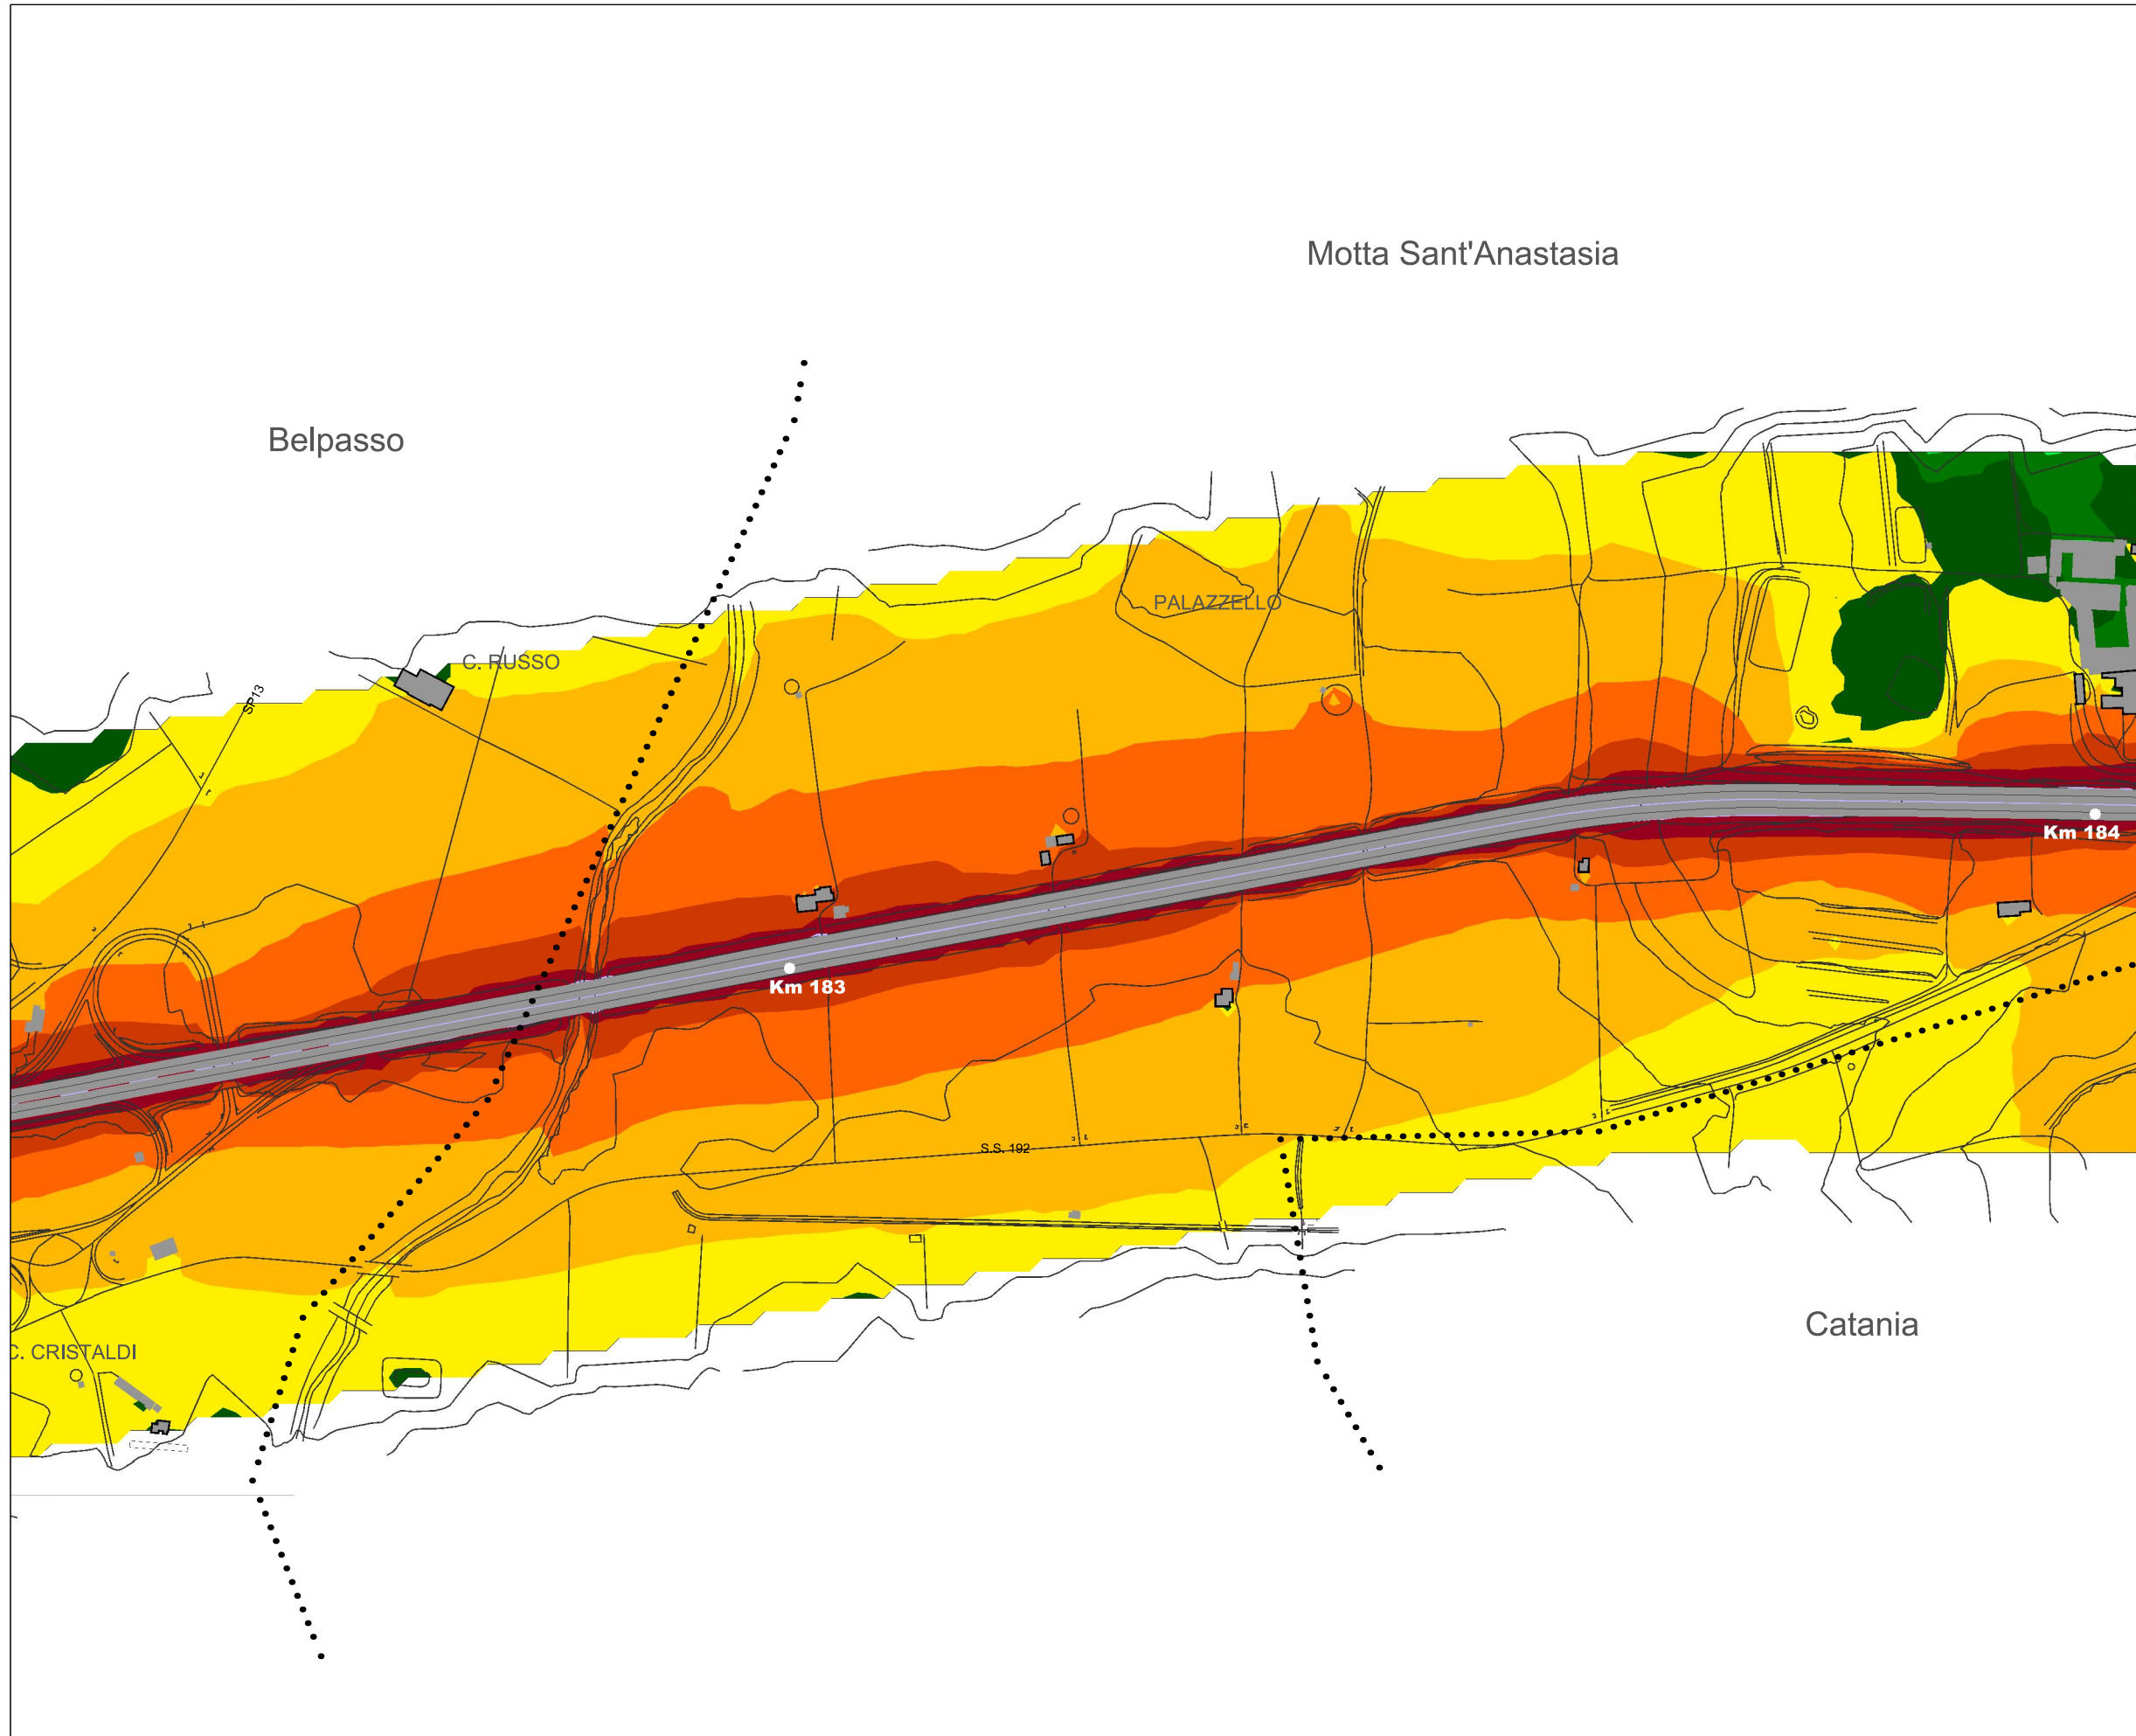 Motta Sant'Anastasia
Belpasso
PALAZZELLO
C. RUSSO
SP13
Km 184
Km 183
S.S. 192
Catania
C. CRISTALDI